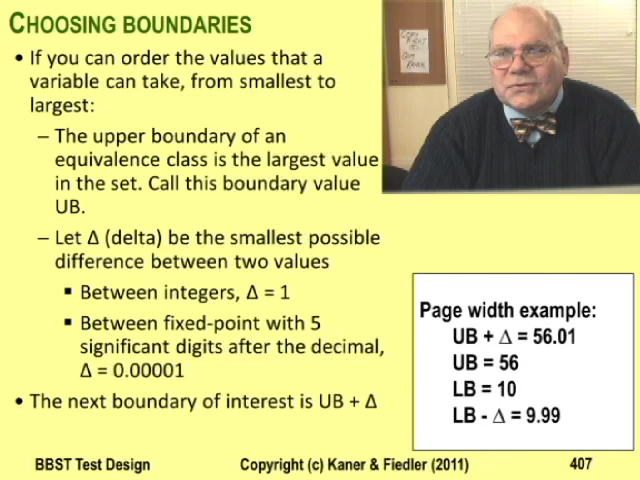 CHOOSING BOUNDARIES
• If you can order the values that a
variable can take, from smallest to
largest:
– The upper boundary of an
equivalence class is the largest value
in the set. Call this boundary value
UB.
– Let Δ (delta) be the smallest possible
difference between two values
▪ Between integers, Δ = 1
▪ Between fixed-point with 5
significant digits after the decimal,
Δ = 0.00001
• The next boundary of interest is UB + Δ
Page width example:
UB + Δ = 56.01
UB = 56
LB = 10
LB - Δ = 9.99
BBST Test Design
Copyright (c) Kaner & Fiedler (2011)
407